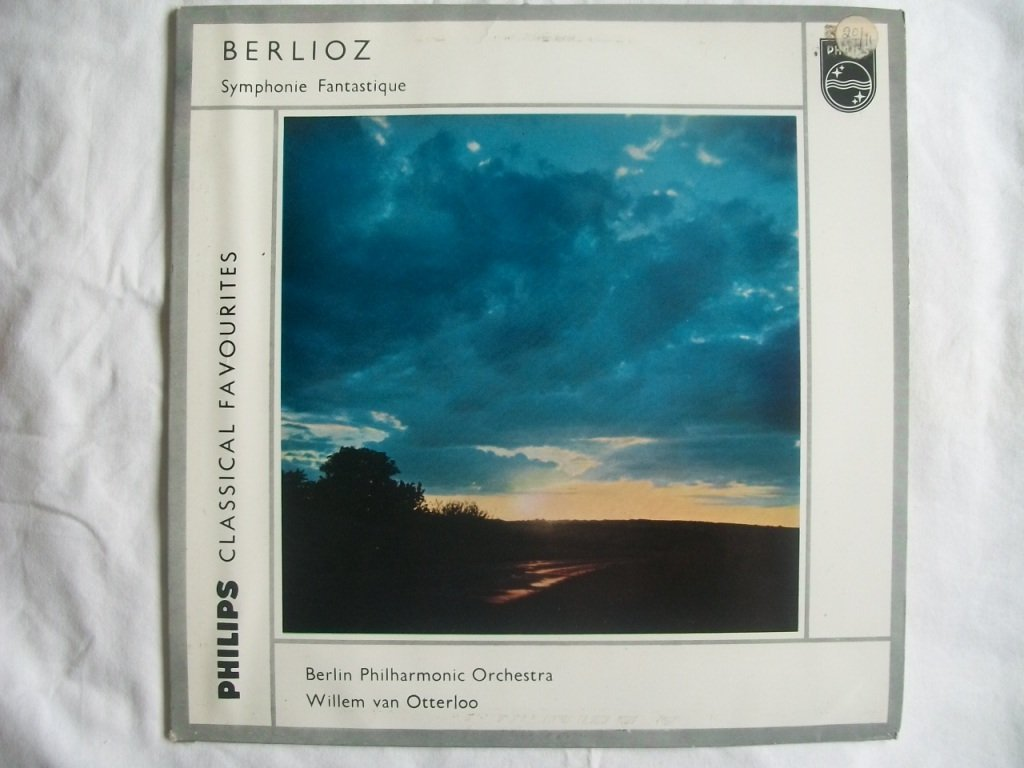 BERLIOZ
Symphonie Fantastique
PHILIPS CLASSICAL FAVOURITES
Berlin Philharmonic Orchestra
Willem van Otterloo